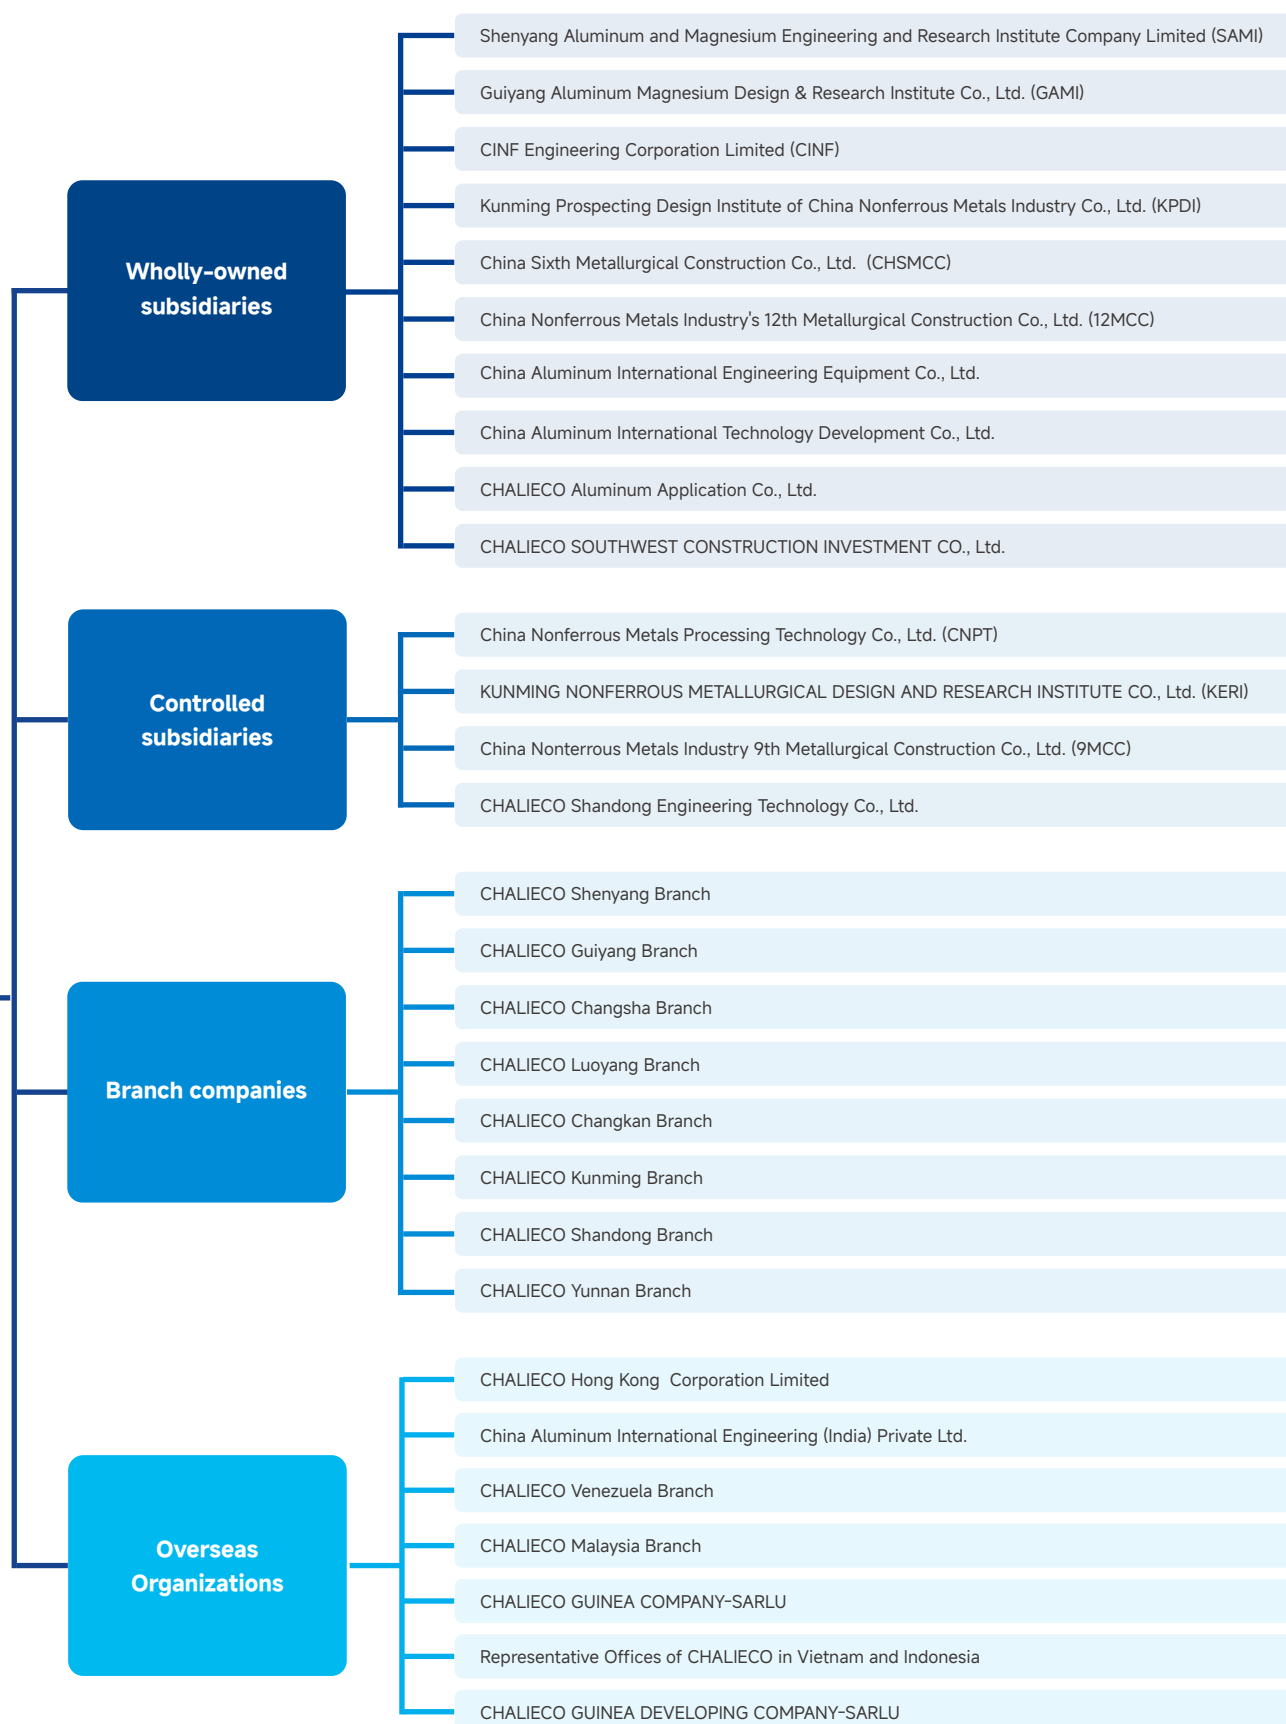 Wholly-owned
subsidiaries
Shenyang Aluminum and Magnesium Engineering and Research Institute Company Limited (SAMI)
Guiyang Aluminum Magnesium Design & Research Institute Co., Ltd. (GAMI)
CINF Engineering Corporation Limited (CINF)
Kunming Prospecting Design Institute of China Nonferrous Metals Industry Co., Ltd. (KPDI)
China Sixth Metallurgical Construction Co., Ltd.  (CHSMCC)
China Nonferrous Metals Industry's 12th Metallurgical Construction Co., Ltd. (12MCC)
China Aluminum International Engineering Equipment Co., Ltd.
China Aluminum International Technology Development Co., Ltd.
CHALIECO Aluminum Application Co., Ltd.
CHALIECO SOUTHWEST CONSTRUCTION INVESTMENT CO., Ltd.
Controlled
subsidiaries
China Nonferrous Metals Processing Technology Co., Ltd. (CNPT)
KUNMING NONFERROUS METALLURGICAL DESIGN AND RESEARCH INSTITUTE CO., Ltd. (KERI)
China Nonterrous Metals Industry 9th Metallurgical Construction Co., Ltd. (9MCC)
CHALIECO Shandong Engineering Technology Co., Ltd.
Branch companies
CHALIECO Shenyang Branch
CHALIECO Guiyang Branch
CHALIECO Changsha Branch
CHALIECO Luoyang Branch
CHALIECO Changkan Branch
CHALIECO Kunming Branch
CHALIECO Shandong Branch
CHALIECO Yunnan Branch
Overseas
Organizations
CHALIECO Hong Kong  Corporation Limited
China Aluminum International Engineering (India) Private Ltd.
CHALIECO Venezuela Branch
CHALIECO Malaysia Branch
CHALIECO GUINEA COMPANY-SARLU
Representative Offices of CHALIECO in Vietnam and Indonesia
CHALIECO GUINEA DEVELOPING COMPANY-SARLU